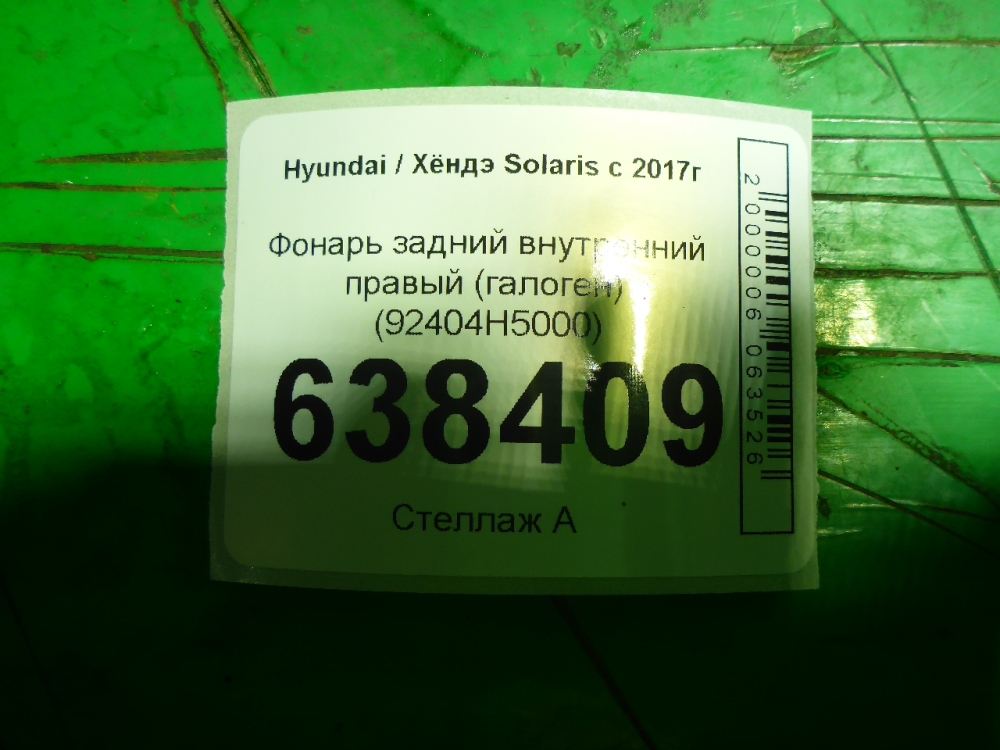 Hyundai / Хёндэ Solaris с 2017г
Фонарь задний внутренний
правый (галоген)
(92404H5000)
638409
Стеллаж А
2000006063526